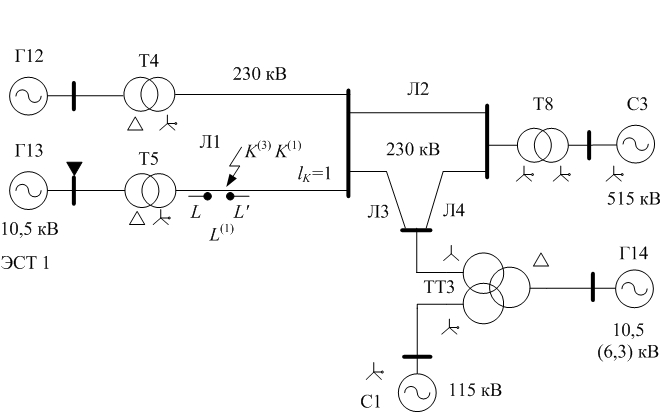 Г12
Т4
230 кВ
Л2
Т8
С3
Г13
Т5
Л1
K(3) K(1)
lK=1
230 кВ
515 кВ
10,5 кВ
L
L'
L(1)
Л3
Л4
ЭСТ 1
ТТ3
Г14
10,5
(6,3) кВ
С1
115 кВ